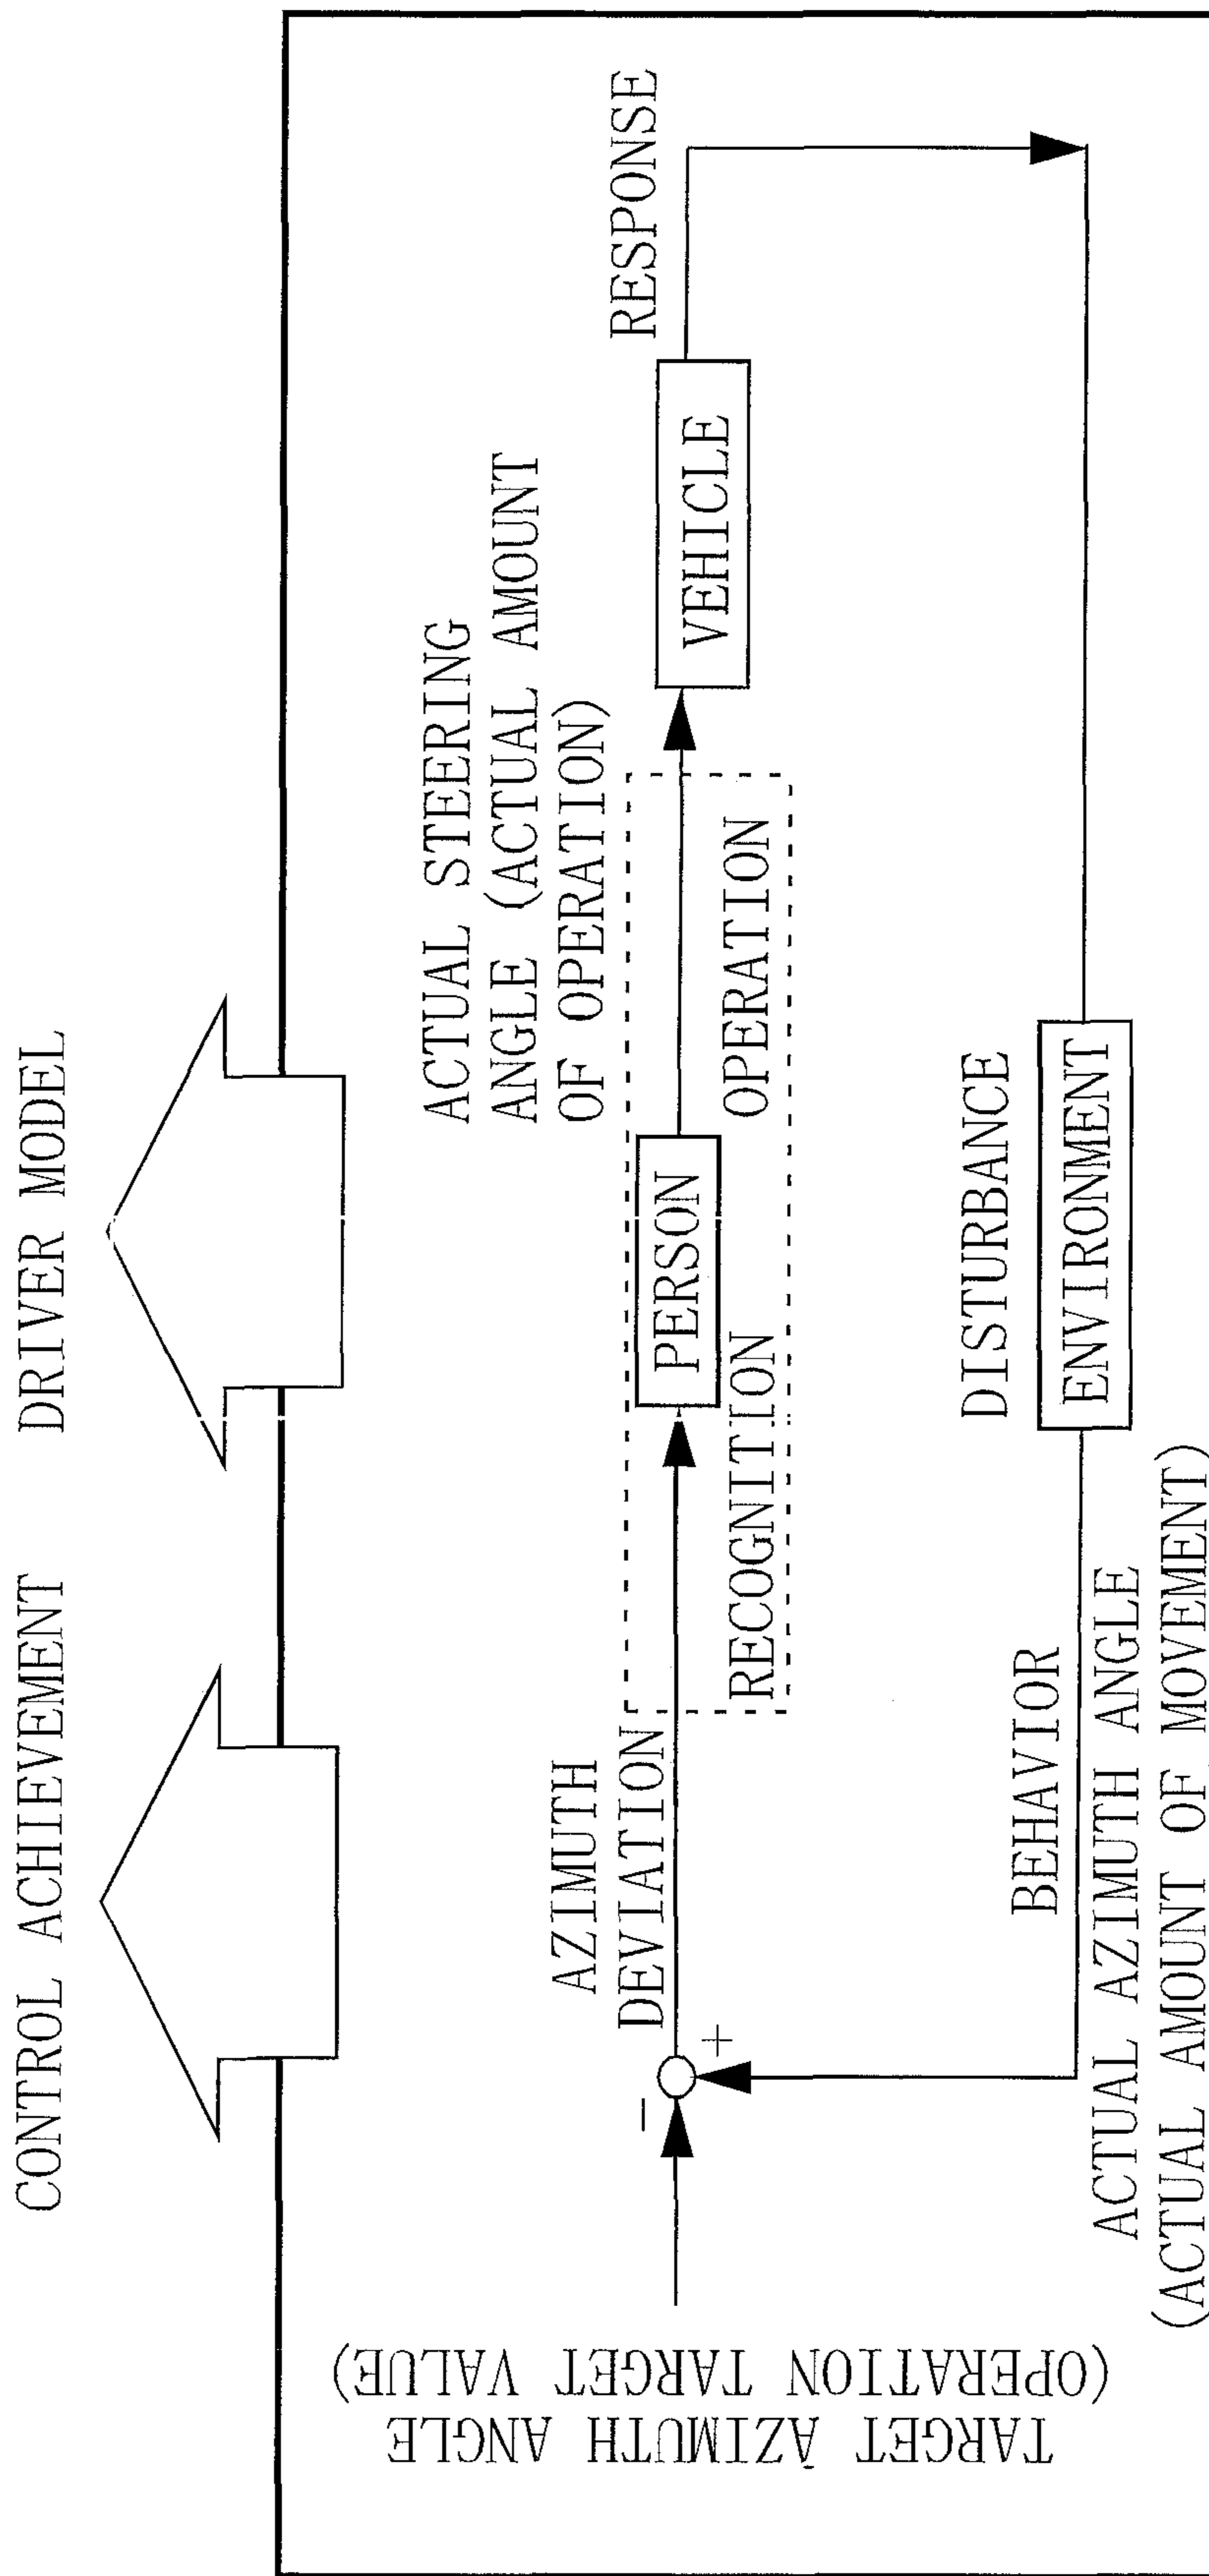 CONTROL ACHIEVEMENT
DRIVER MODEL
ACTUAL STEERING
ANGLE (ACTUAL AMOUNT
OF OPERATION)
RESPONSE
AZIMUTH
DEVIATION
-
+
PERSON
VEHICLE
RECOGNITION
OPERATION
TARGET AZIMUTH ANGLE
(OPERATION TARGET VALUE)
DISTURBANCE
ENVIRONMENT
BEHAVIOR
ACTUAL AZIMUTH ANGLE
(ACTUAL AMOUNT OF MOVEMENT)